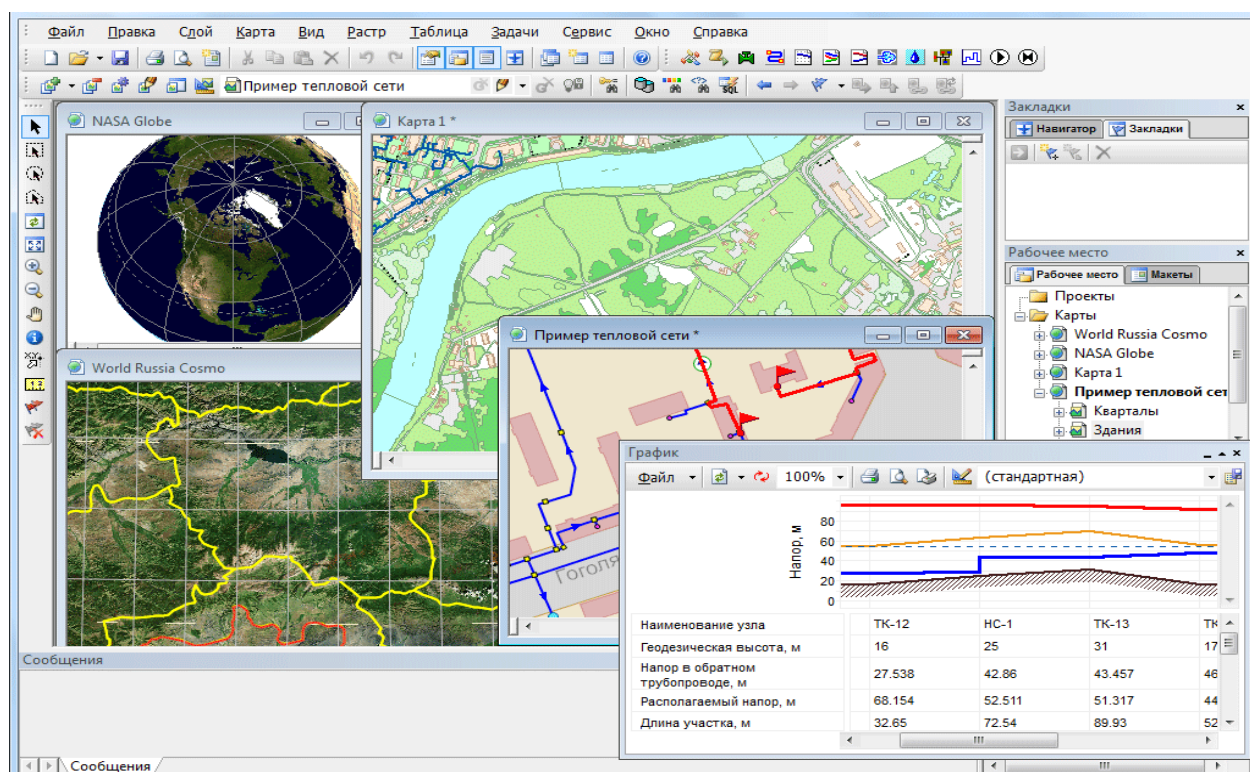 Файл Правка Слой Карта Вид Растр Таблица Задачи Сервис Окно Справка
Пример тепловой сети
SQL
NASA Globe
Карта 1 *
World Russia Cosmo
Пример тепловой сети *
Гоголя
Закладки
Навигатор Закладки
Рабочее место
Рабочее место Макеты
Проекты
Карты
World Russia Cosmo
NASA Globe
Карта 1
Пример тепловой сет
Кварталы
Здания
График
Файл 100% (стандартная)
Напор, м
80
60
40
20
0
Наименование узла ТК-12 НС-1 ТК-13 ТК
Геодезическая высота, м 16 25 31 17
Напор в обратном
трубопроводе, м 27.538 42.86 43.457 46
Располагаемый напор, м 68.154 52.511 51.317 44
Длина участка, м 32.65 72.54 89.93 52
Сообщения
Сообщения